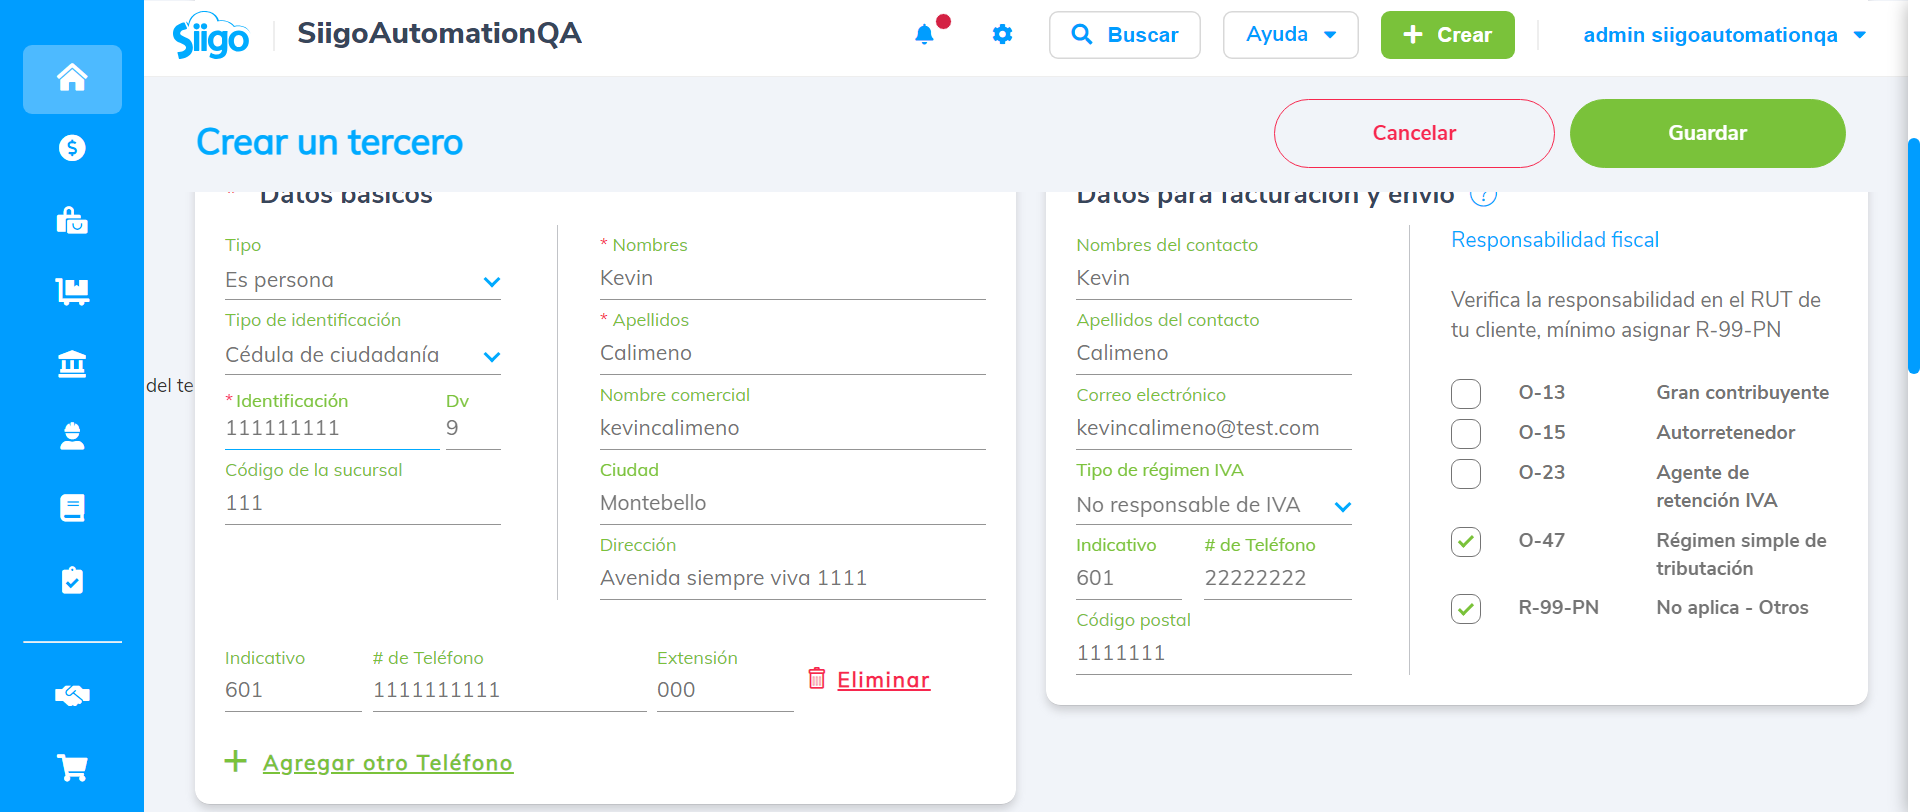 Siigo
SiigoAutomationQA
Buscar
Ayuda
Crear
admin siigoautomationqa
Crear un tercero
Cancelar
Guardar
* Datos básicos
Tipo
Es persona
Tipo de identificación
Cédula de ciudadanía
* Identificación
Dv
111111111
9
Código de la sucursal
111
* Nombres
Kevin
* Apellidos
Calimeno
Nombre comercial
kevincalimeno
Ciudad
Montebello
Dirección
Avenida siempre viva 1111
Indicativo
# de Teléfono
Extensión
601
1111111111
000
Eliminar
Agregar otro Teléfono
del te
Datos para facturación y envío ?
Nombres del contacto
Kevin
Apellidos del contacto
Calimeno
Correo electrónico
kevincalimeno@test.com
Tipo de régimen IVA
No responsable de IVA
Indicativo
# de Teléfono
601
22222222
Código postal
1111111
Responsabilidad fiscal
Verifica la responsabilidad en el RUT de
tu cliente, mínimo asignar R-99-PN
O-13 Gran contribuyente
O-15 Autorretenedor
O-23 Agente de
retención IVA
O-47 Régimen simple de
tributación
R-99-PN No aplica - Otros